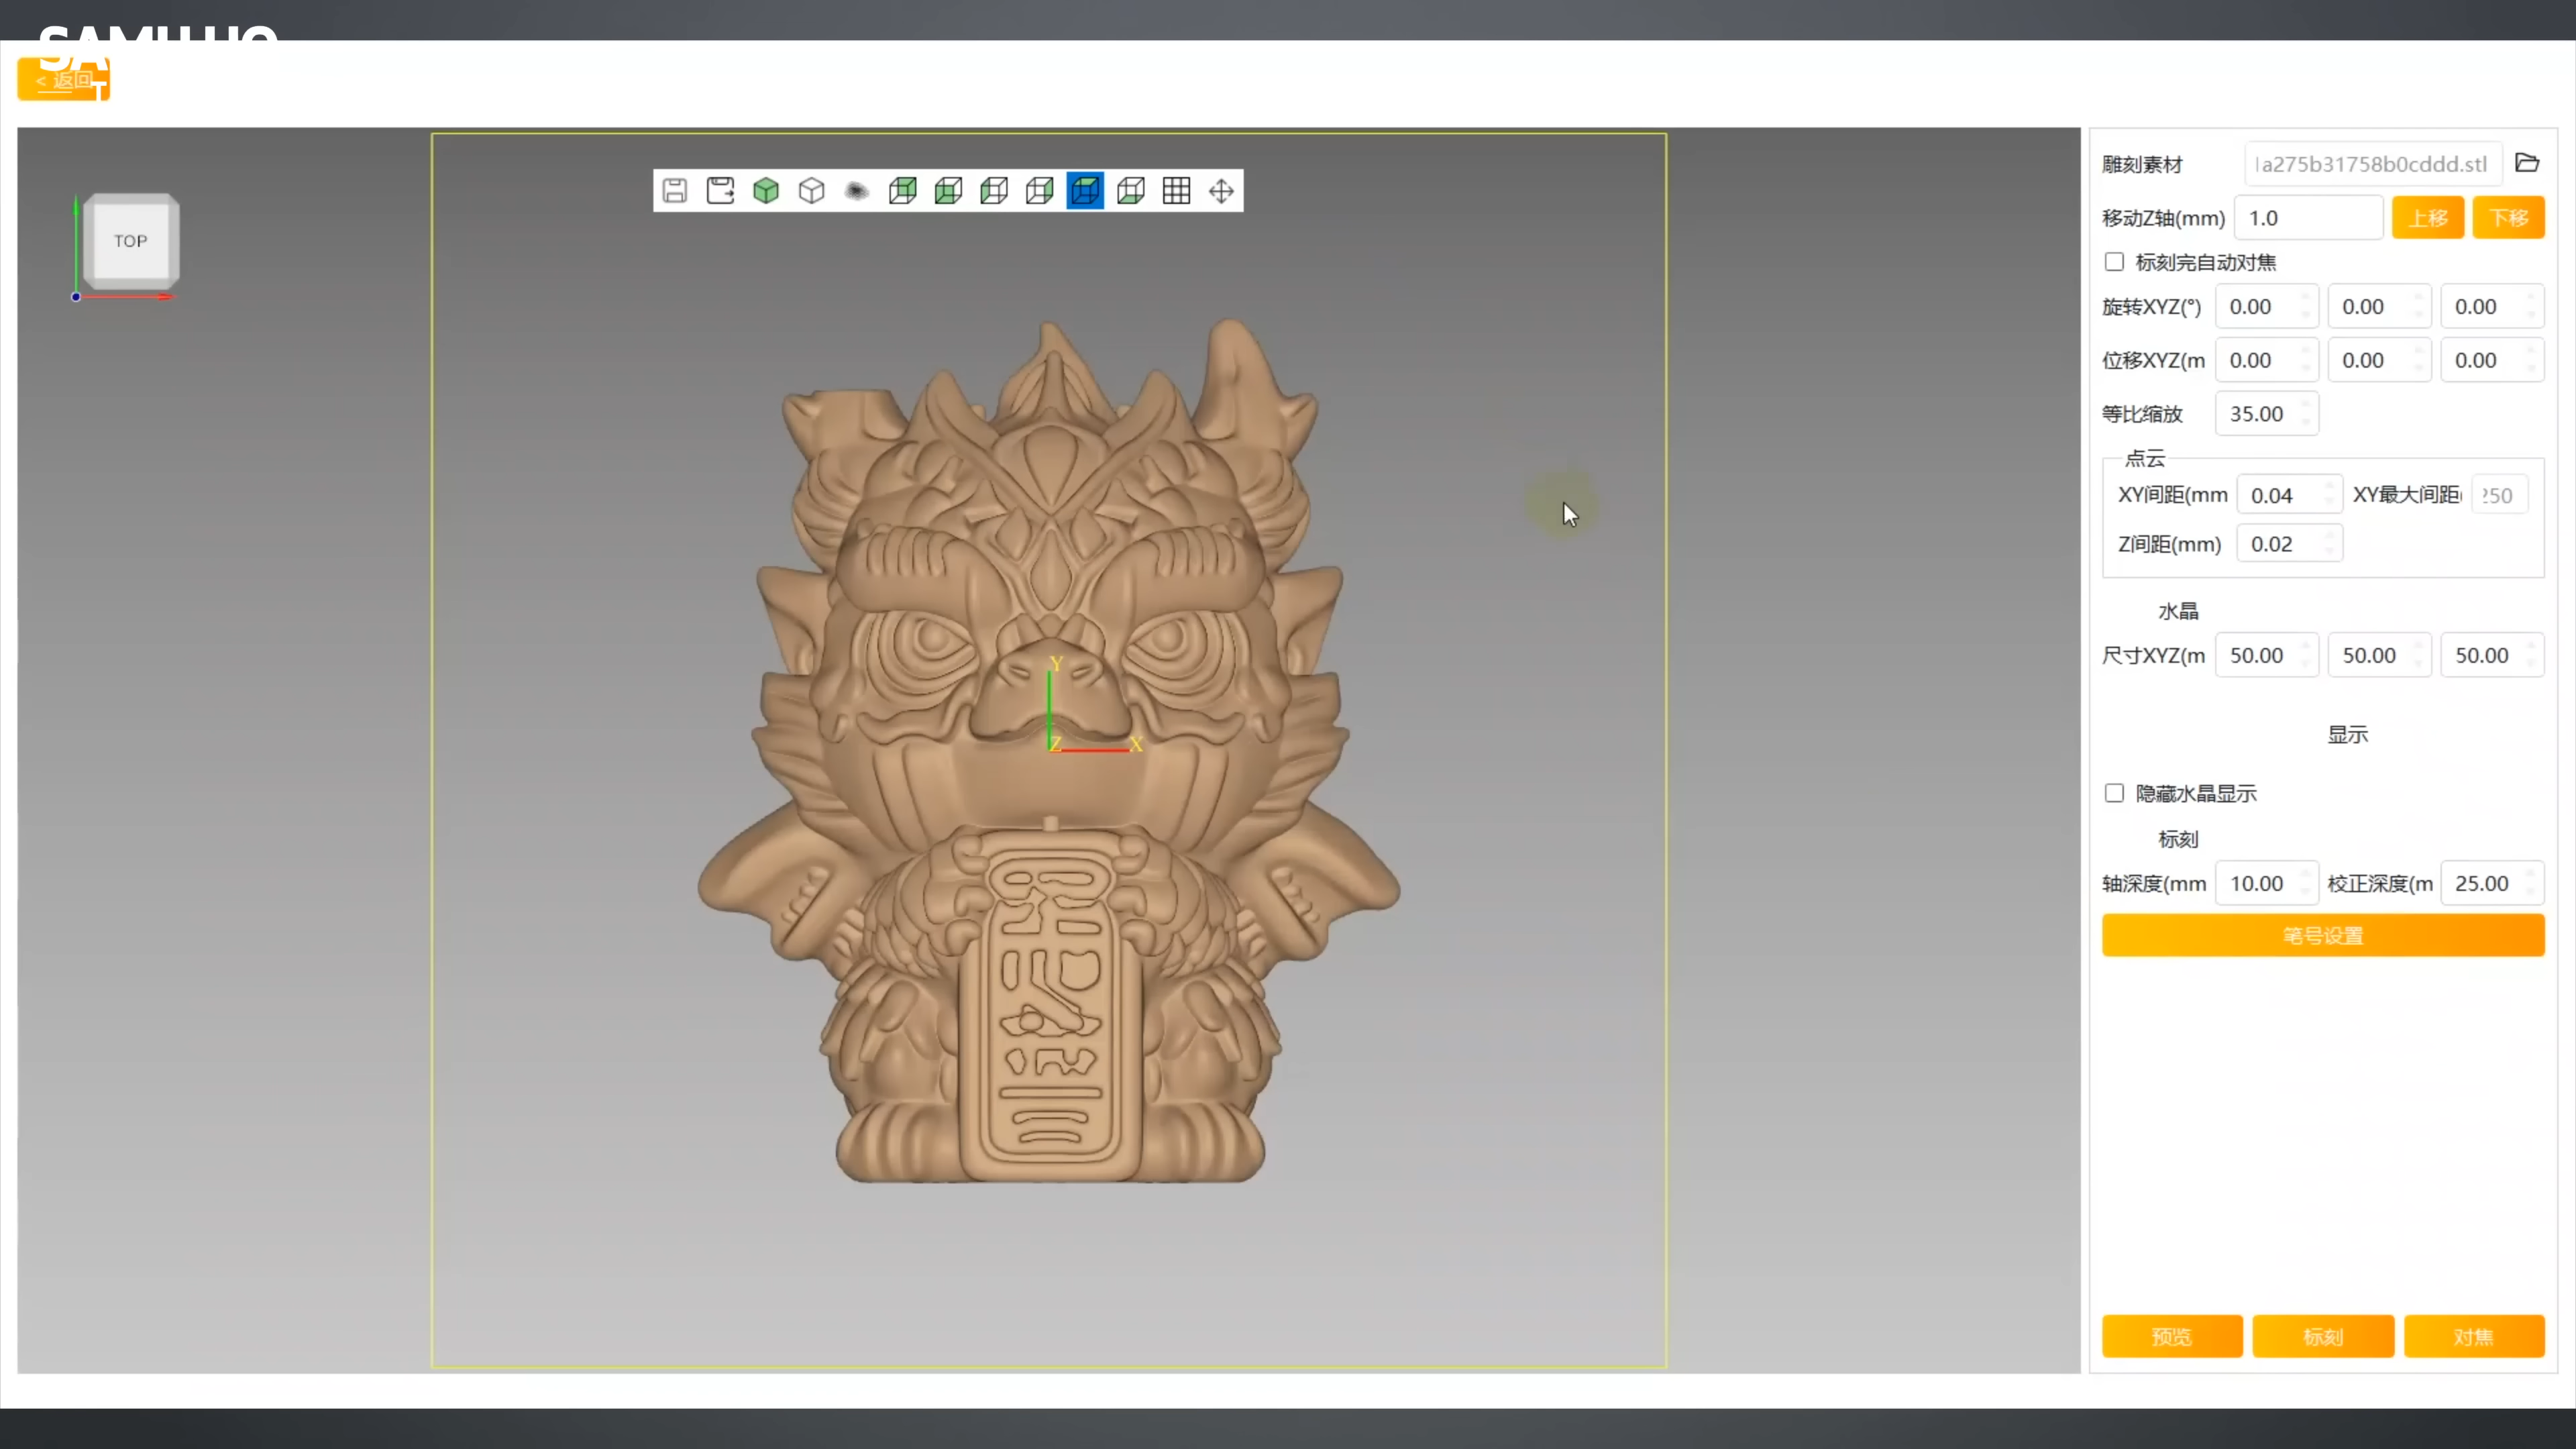 < 返回
TOP
雕刻素材 a275b31758b0cddd.stl
移动Z轴(mm) 1.0 上移 下移
标刻完自动对焦
旋转XYZ(°) 0.00 0.00 0.00
位移XYZ(m 0.00 0.00 0.00
等比缩放 35.00
点云
XY间距(mm 0.04 XY最大间距( 250
Z间距(mm) 0.02
水晶
尺寸XYZ(m 50.00 50.00 50.00
Y
Z X
显示
隐藏水晶显示
标刻
轴深度(mm 10.00 校正深度(m 25.00
笔号设置
预览 标刻 对焦